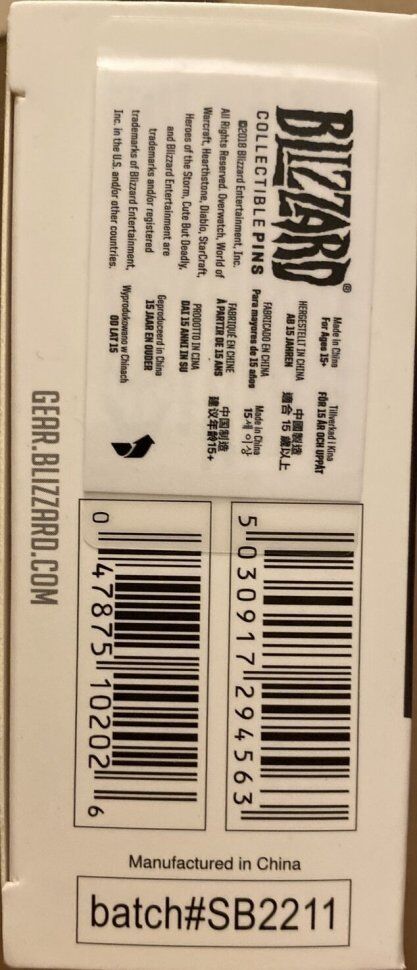 BLIZZARD®
COLLECTIBLE PINS
©2018 Blizzard Entertainment, Inc.
All Rights Reserved. Overwatch, World of
Warcraft, Hearthstone, Diablo, StarCraft,
Heroes of the Storm, Cute But Deadly,
and Blizzard Entertainment are
trademarks and/or registered
trademarks of Blizzard Entertainment,
Inc. in the U.S. and/or other countries.
Made in China
For Ages 15+
HERGESTELLT IN CHINA
AB 15 JAHREN
FABRICADO EN CHINA
Para mayores de 15 años
FABRIQUÉ EN CHINE
À PARTIR DE 15 ANS
PRODOTTO IN CINA
DAI 15 ANNI IN SU
Geproduceerd in China
15 JAAR EN OUDER
Wyprodukowano w Chinach
OD LAT 15
Tillverkad i Kina
FÖR 15 ÅR OCH UPPÅT
中國製造
適合 15 歲以上
Made in China
15세 이상
中国制造
建议年龄15+
GEAR.BLIZZARD.COM
5 030917 294563
0 47875 10202 6
Manufactured in China
batch#SB2211